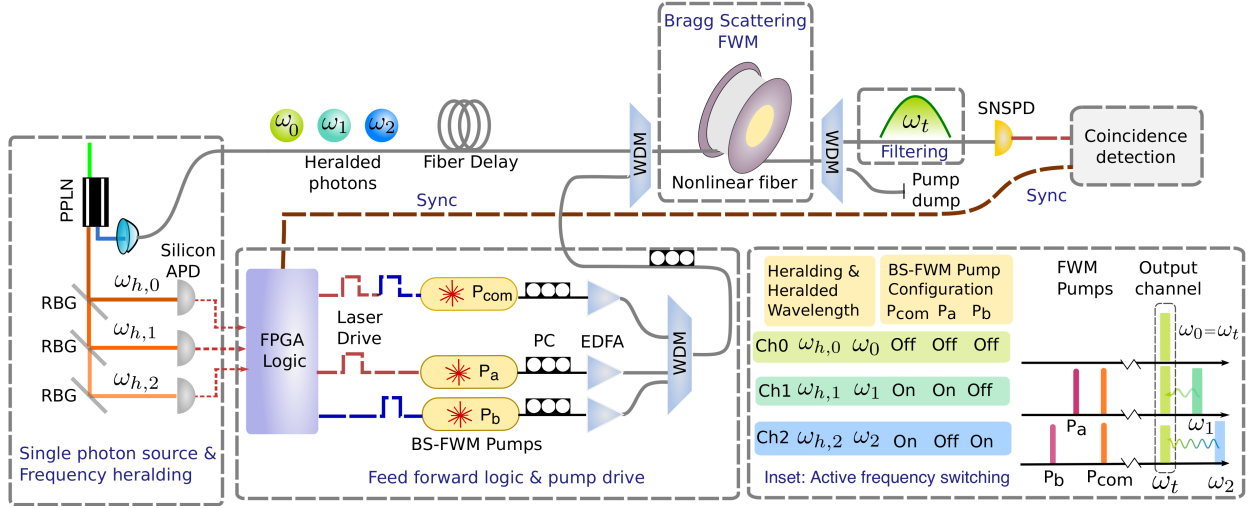 Bragg Scattering
FWM
Nonlinear fiber
ω0 ω1 ω2
Heralded
photons
Fiber Delay
WDM
WDM
ωt
Filtering
SNSPD
Coincidence
detection
Pump
dump
Sync
Sync
PPLN
Silicon
APD
RBG
ωh,0
RBG
ωh,1
RBG
ωh,2
Single photon source &
Frequency heralding
FPGA
Logic
Laser
Drive
Pcom
Pa
Pb
PC
EDFA
WDM
BS-FWM Pumps
Feed forward logic & pump drive
Heralding &
Heralded
Wavelength
BS-FWM Pump
Configuration
Pcom Pa Pb
Ch0 ωh,0 ω0 Off Off Off
Ch1 ωh,1 ω1 On On Off
Ch2 ωh,2 ω2 On Off On
FWM
Pumps
Output
channel
ω0=ωt
Pa
ω1
Pb
Pcom
ωt
ω2
Inset: Active frequency switching